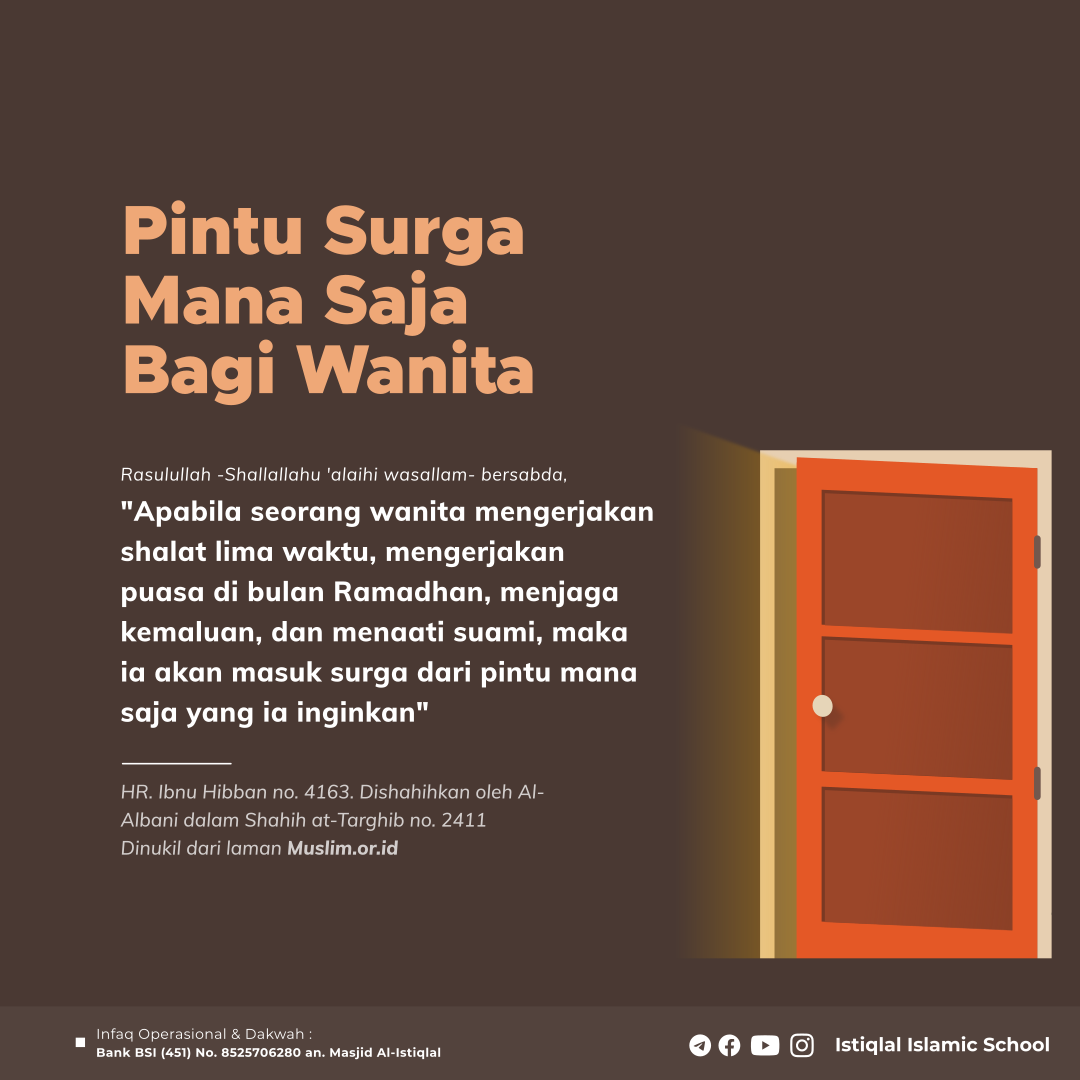 Pintu Surga
Mana Saja
Bagi Wanita
Rasulullah -Shallallahu 'alaihi wasallam- bersabda,
"Apabila seorang wanita mengerjakan
shalat lima waktu, mengerjakan
puasa di bulan Ramadhan, menjaga
kemaluan, dan menaati suami, maka
ia akan masuk surga dari pintu mana
saja yang ia inginkan"
HR. Ibnu Hibban no. 4163. Dishahihkan oleh Al-
Albani dalam Shahih at-Targhib no. 2411
Dinukil dari laman Muslim.or.id
Infaq Operasional & Dakwah :
Bank BSI (451) No. 8525706280 an. Masjid Al-Istiqlal
Istiqlal Islamic School